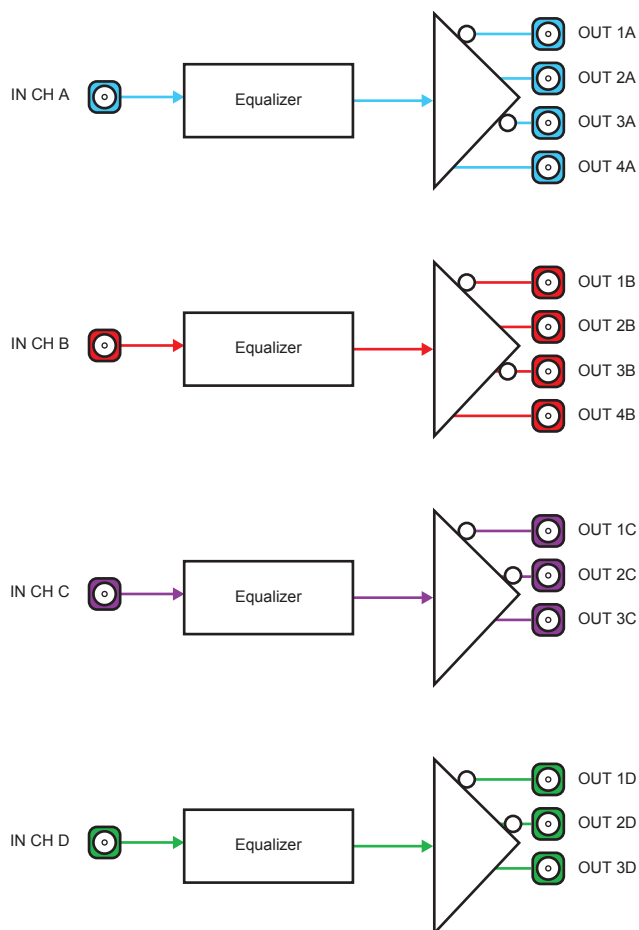 OUT 1A
OUT 2A
IN CH A
Equalizer
OUT 3A
OUT 4A
OUT 1B
OUT 2B
IN CH B
Equalizer
OUT 3B
OUT 4B
OUT 1C
OUT 2C
IN CH C
Equalizer
OUT 3C
OUT 1D
OUT 2D
IN CH D
Equalizer
OUT 3D